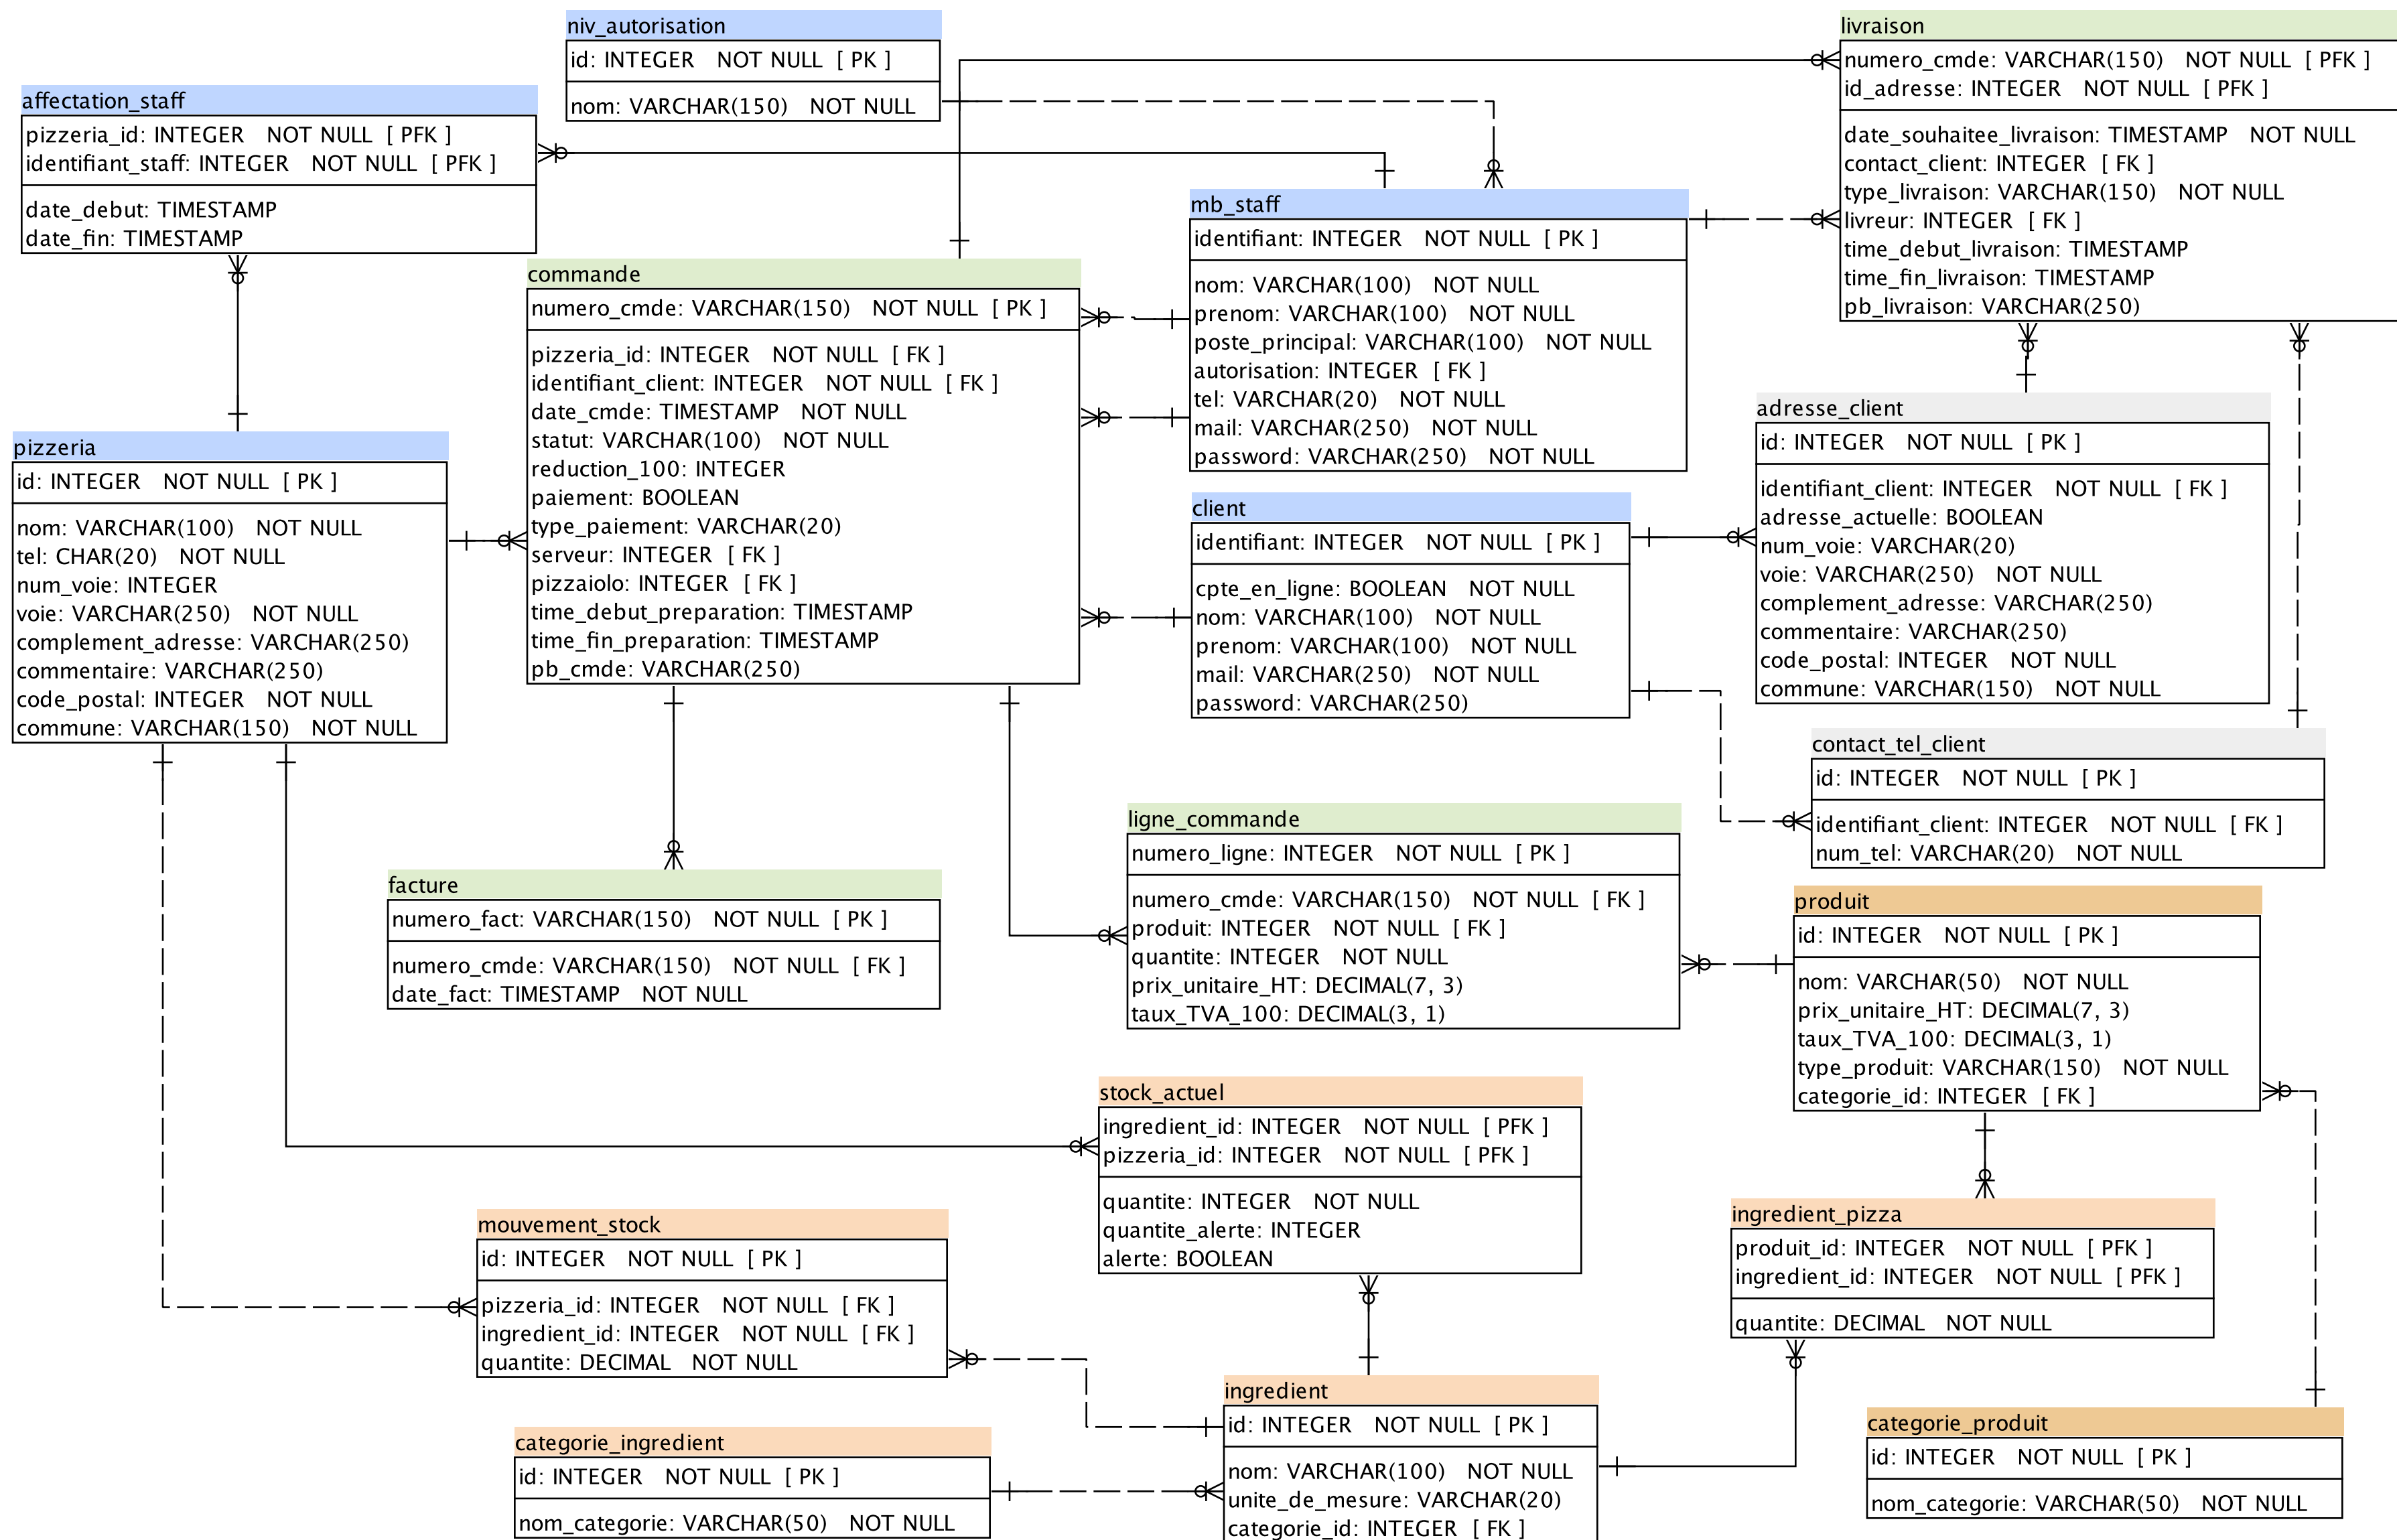 niv_autorisation
id: INTEGER NOT NULL [ PK ]
nom: VARCHAR(150) NOT NULL
livraison
numero_cmde: VARCHAR(150) NOT NULL [ PFK ]
id_adresse: INTEGER NOT NULL [ PFK ]
date_souhaitee_livraison: TIMESTAMP NOT NULL
contact_client: INTEGER [ FK ]
type_livraison: VARCHAR(150) NOT NULL
livreur: INTEGER [ FK ]
time_debut_livraison: TIMESTAMP
time_fin_livraison: TIMESTAMP
pb_livraison: VARCHAR(250)
affectation_staff
pizzeria_id: INTEGER NOT NULL [ PFK ]
identifiant_staff: INTEGER NOT NULL [ PFK ]
date_debut: TIMESTAMP
date_fin: TIMESTAMP
mb_staff
identifiant: INTEGER NOT NULL [ PK ]
nom: VARCHAR(100) NOT NULL
prenom: VARCHAR(100) NOT NULL
poste_principal: VARCHAR(100) NOT NULL
autorisation: INTEGER [ FK ]
tel: VARCHAR(20) NOT NULL
mail: VARCHAR(250) NOT NULL
password: VARCHAR(250) NOT NULL
commande
numero_cmde: VARCHAR(150) NOT NULL [ PK ]
pizzeria_id: INTEGER NOT NULL [ FK ]
identifiant_client: INTEGER NOT NULL [ FK ]
date_cmde: TIMESTAMP NOT NULL
statut: VARCHAR(100) NOT NULL
reduction_100: INTEGER
paiement: BOOLEAN
type_paiement: VARCHAR(20)
serveur: INTEGER [ FK ]
pizzaiolo: INTEGER [ FK ]
time_debut_preparation: TIMESTAMP
time_fin_preparation: TIMESTAMP
pb_cmde: VARCHAR(250)
adresse_client
id: INTEGER NOT NULL [ PK ]
identifiant_client: INTEGER NOT NULL [ FK ]
adresse_actuelle: BOOLEAN
num_voie: VARCHAR(20)
voie: VARCHAR(250) NOT NULL
complement_adresse: VARCHAR(250)
commentaire: VARCHAR(250)
code_postal: INTEGER NOT NULL
commune: VARCHAR(150) NOT NULL
pizzeria
id: INTEGER NOT NULL [ PK ]
nom: VARCHAR(100) NOT NULL
tel: CHAR(20) NOT NULL
num_voie: INTEGER
voie: VARCHAR(250) NOT NULL
complement_adresse: VARCHAR(250)
commentaire: VARCHAR(250)
code_postal: INTEGER NOT NULL
commune: VARCHAR(150) NOT NULL
client
identifiant: INTEGER NOT NULL [ PK ]
cpte_en_ligne: BOOLEAN NOT NULL
nom: VARCHAR(100) NOT NULL
prenom: VARCHAR(100) NOT NULL
mail: VARCHAR(250) NOT NULL
password: VARCHAR(250)
contact_tel_client
id: INTEGER NOT NULL [ PK ]
identifiant_client: INTEGER NOT NULL [ FK ]
num_tel: VARCHAR(20) NOT NULL
ligne_commande
numero_ligne: INTEGER NOT NULL [ PK ]
numero_cmde: VARCHAR(150) NOT NULL [ FK ]
produit: INTEGER NOT NULL [ FK ]
quantite: INTEGER NOT NULL
prix_unitaire_HT: DECIMAL(7, 3)
taux_TVA_100: DECIMAL(3, 1)
facture
numero_fact: VARCHAR(150) NOT NULL [ PK ]
numero_cmde: VARCHAR(150) NOT NULL [ FK ]
date_fact: TIMESTAMP NOT NULL
produit
id: INTEGER NOT NULL [ PK ]
nom: VARCHAR(50) NOT NULL
prix_unitaire_HT: DECIMAL(7, 3)
taux_TVA_100: DECIMAL(3, 1)
type_produit: VARCHAR(150) NOT NULL
categorie_id: INTEGER [ FK ]
stock_actuel
ingredient_id: INTEGER NOT NULL [ PFK ]
pizzeria_id: INTEGER NOT NULL [ PFK ]
quantite: INTEGER NOT NULL
quantite_alerte: INTEGER
alerte: BOOLEAN
ingredient_pizza
produit_id: INTEGER NOT NULL [ PFK ]
ingredient_id: INTEGER NOT NULL [ PFK ]
quantite: DECIMAL NOT NULL
mouvement_stock
id: INTEGER NOT NULL [ PK ]
pizzeria_id: INTEGER NOT NULL [ FK ]
ingredient_id: INTEGER NOT NULL [ FK ]
quantite: DECIMAL NOT NULL
ingredient
id: INTEGER NOT NULL [ PK ]
nom: VARCHAR(100) NOT NULL
unite_de_mesure: VARCHAR(20)
categorie_id: INTEGER [ FK ]
categorie_produit
id: INTEGER NOT NULL [ PK ]
nom_categorie: VARCHAR(50) NOT NULL
categorie_ingredient
id: INTEGER NOT NULL [ PK ]
nom_categorie: VARCHAR(50) NOT NULL